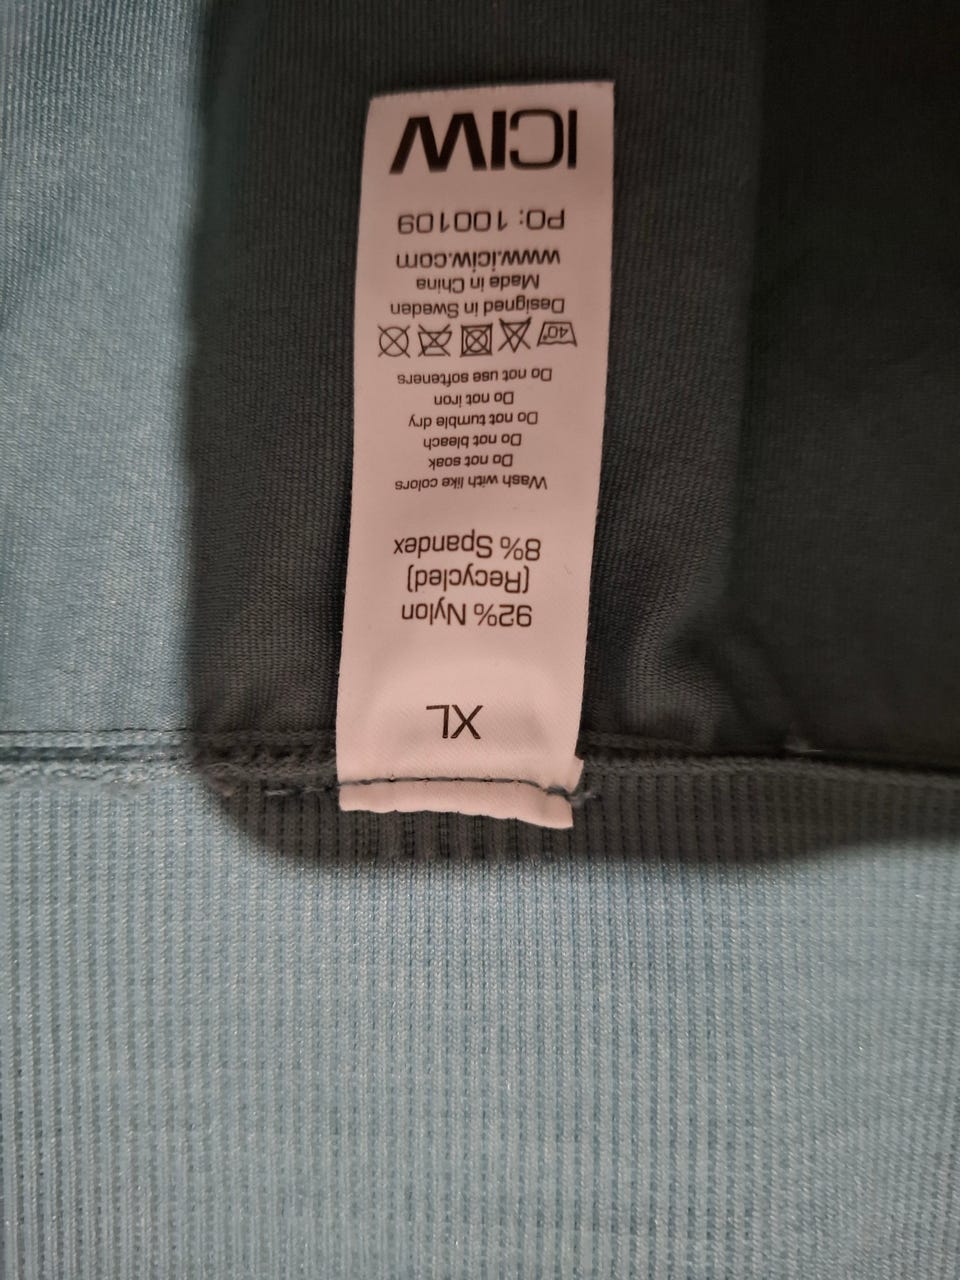 XL
92% Nylon
(Recycled)
8% Spandex
Wash with like colors
Do not soak
Do not bleach
Do not tumble dry
Do not iron
Do not use softeners
40°
Designed in Sweden
Made in China
www.iciw.com
PO: 100109
ICIW